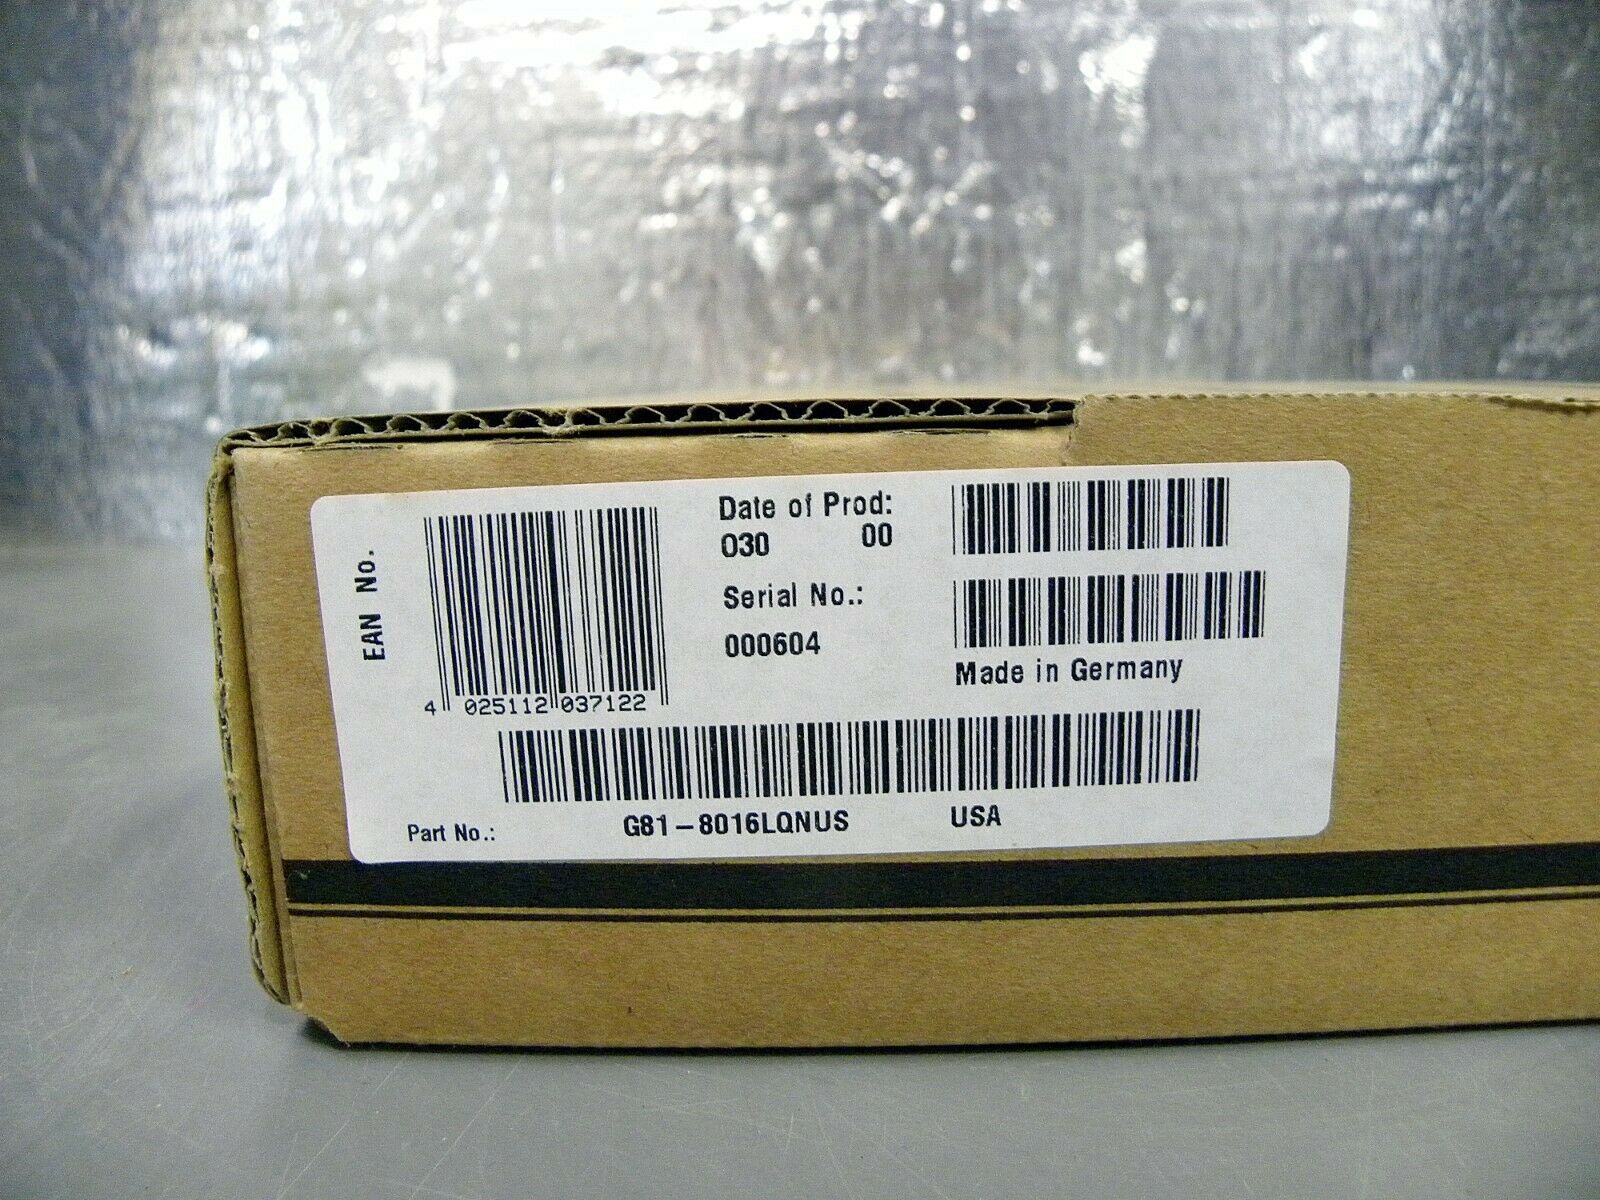 EAN No.
4 025112 037122
Date of Prod:
030 00
Serial No.:
000604
Made in Germany
Part No.: G81-8016LQNUS USA